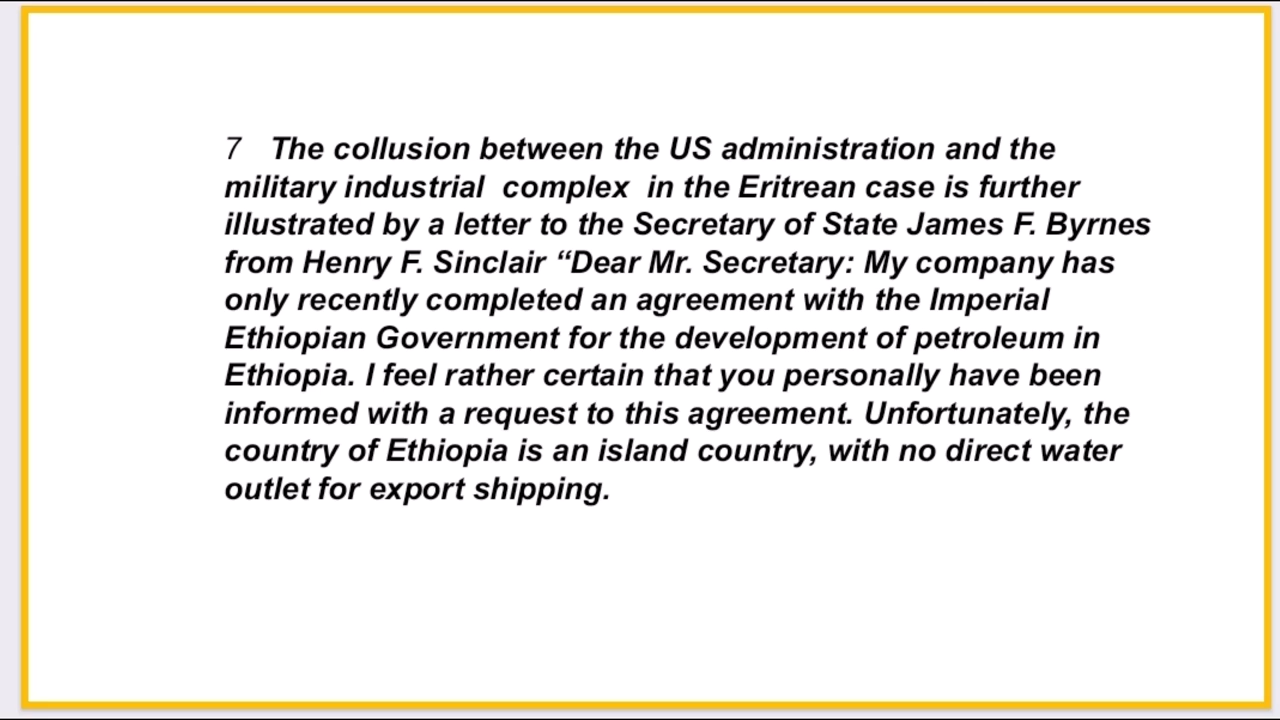 7 The collusion between the US administration and the
military industrial complex in the Eritrean case is further
illustrated by a letter to the Secretary of State James F. Byrnes
from Henry F. Sinclair “Dear Mr. Secretary: My company has
only recently completed an agreement with the Imperial
Ethiopian Government for the development of petroleum in
Ethiopia. I feel rather certain that you personally have been
informed with a request to this agreement. Unfortunately, the
country of Ethiopia is an island country, with no direct water
outlet for export shipping.